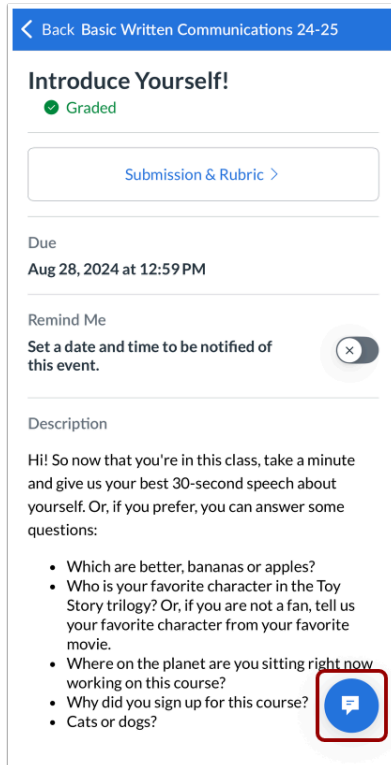 Back Basic Written Communications 24-25
Introduce Yourself!
Graded
Submission & Rubric >
Due
Aug 28, 2024 at 12:59 PM
Remind Me
Set a date and time to be notified of
this event.
Description
Hi! So now that you're in this class, take a minute
and give us your best 30-second speech about
yourself. Or, if you prefer, you can answer some
questions:
• Which are better, bananas or apples?
• Who is your favorite character in the Toy
Story trilogy? Or, if you are not a fan, tell us
your favorite character from your favorite
movie.
• Where on the planet are you sitting right now
working on this course?
• Why did you sign up for this course?
• Cats or dogs?